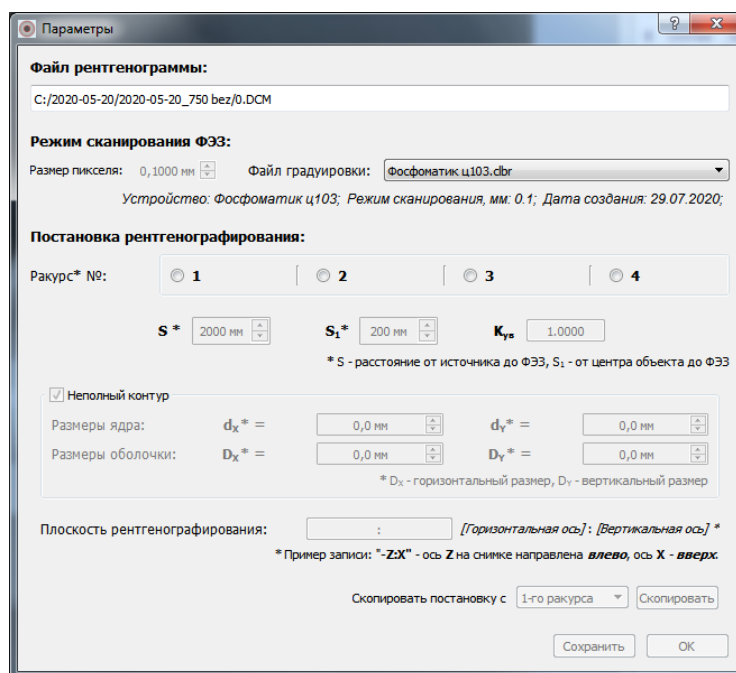 Параметры
Файл рентгенограммы:
C:/2020-05-20/2020-05-20_750 bez/0.DCM
Режим сканирования ФЭЗ:
Размер пикселя: 0,1000 мм Файл градуировки: Фосфоматик ц103.dbr
Устройство: Фосфоматик ц103; Режим сканирования, мм: 0.1; Дата создания: 29.07.2020;
Постановка рентгенографирования:
Ракурс* №: 1 2 3 4
S * 2000 мм S₁* 200 мм Kув 1.0000
* S - расстояние от источника до ФЭЗ, S₁ - от центра объекта до ФЭЗ
Неполный контур
Размеры ядра: dX* = 0,0 мм dY* = 0,0 мм
Размеры оболочки: DX* = 0,0 мм DY* = 0,0 мм
* DX - горизонтальный размер, DY - вертикальный размер
Плоскость рентгенографирования: : [Горизонтальная ось] : [Вертикальная ось] *
* Пример записи: "-Z:X" - ось Z на снимке направлена влево, ось X - вверх.
Скопировать постановку с 1-го ракурса Скопировать
Сохранить OK